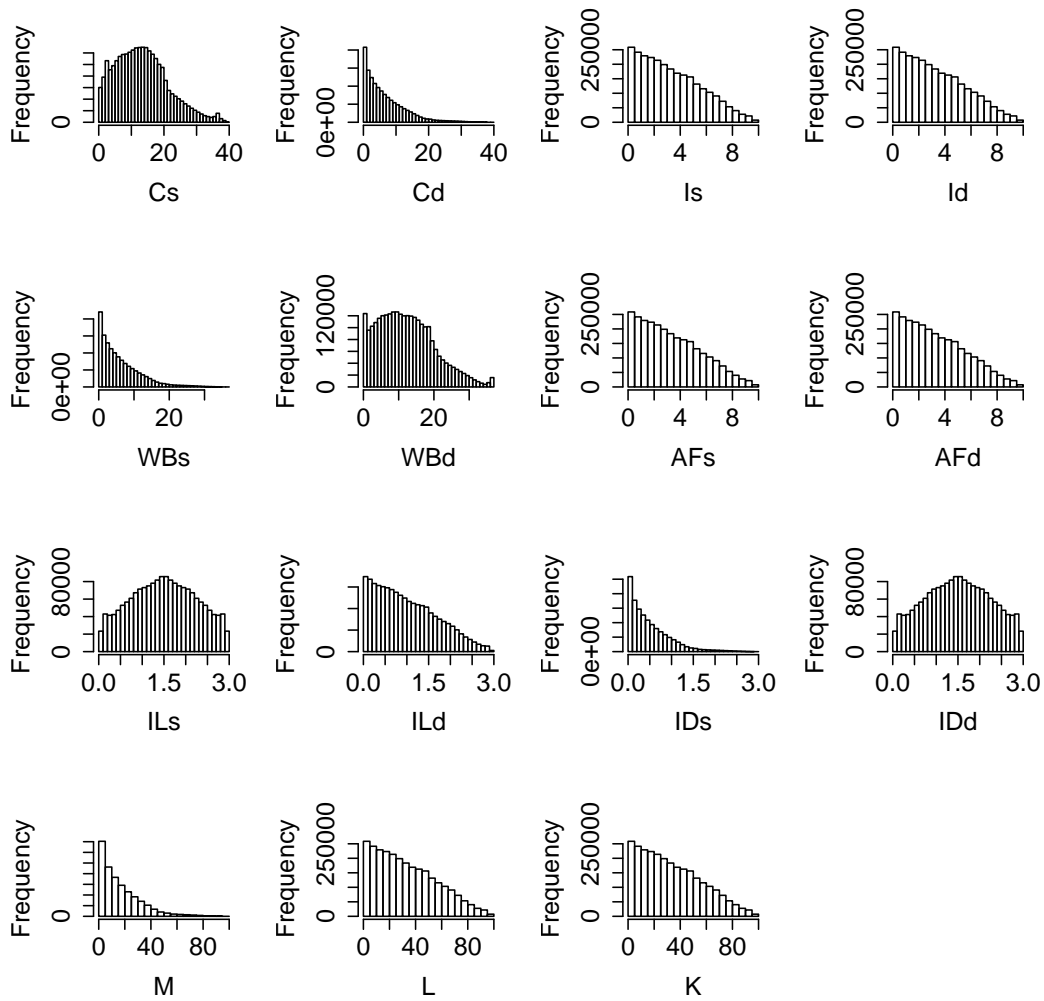 Frequency
0
0 20 40
Cs
Frequency
0e+00
0 20 40
Cd
Frequency
0 250000
0 4 8
Is
Frequency
0 250000
0 4 8
Id
Frequency
0e+00
0 20
WBs
Frequency
0 120000
0 20
WBd
Frequency
0 250000
0 4 8
AFs
Frequency
0 250000
0 4 8
AFd
Frequency
0 80000
0.0 1.5 3.0
ILs
Frequency
0
0.0 1.5 3.0
ILd
Frequency
0e+00
0.0 1.5 3.0
IDs
Frequency
0 80000
0.0 1.5 3.0
IDd
Frequency
0
0 40 80
M
Frequency
0 250000
0 40 80
L
Frequency
0 250000
0 40 80
K